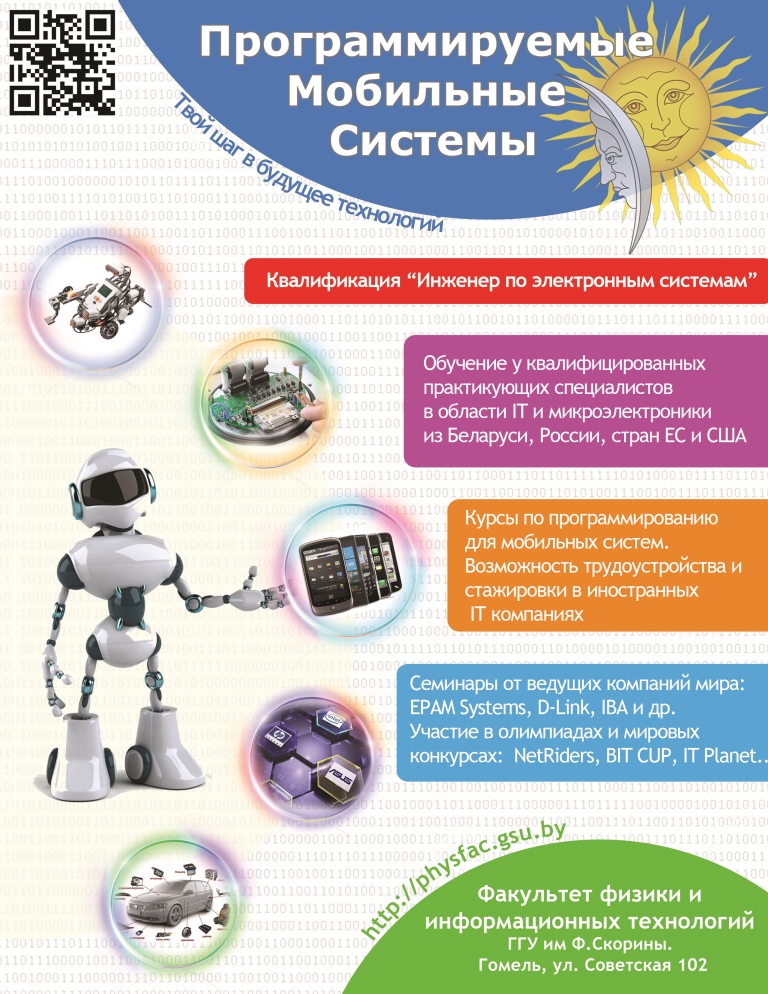 Программируемые
Мобильные
Системы
Твой шаг в будущее технологии
Квалификация “Инженер по электронным системам”
Обучение у квалифицированных
практикующих специалистов
в области IT и микроэлектроники
из Беларуси, России, стран ЕС и США
Курсы по программированию
для мобильных систем.
Возможность трудоустройства и
стажировки в иностранных
IT компаниях
Семинары от ведущих компаний мира:
EPAM Systems, D-Link, IBA и др.
Участие в олимпиадах и мировых
конкурсах: NetRiders, BIT CUP, IT Planet..
intel
hp
ASUS
http://physfac.gsu.by
Факультет физики и
информационных технологий
ГГУ им Ф.Скорины.
Гомель, ул. Советская 102